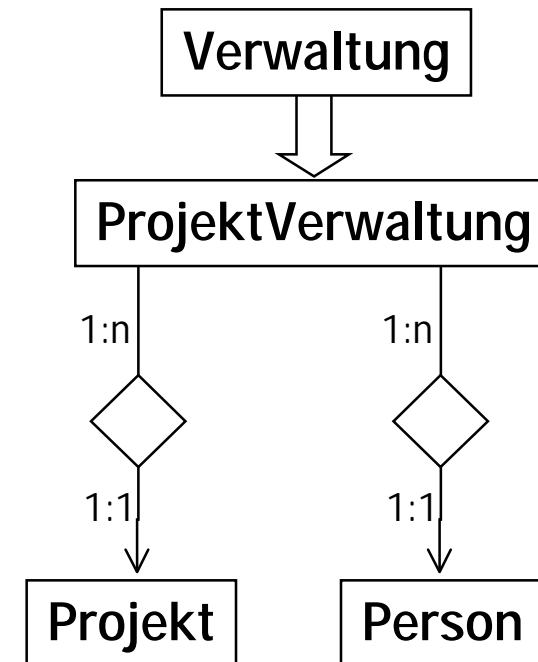 Verwaltung
ProjektVerwaltung
1:n 1:n
1:1 1:1
Projekt Person